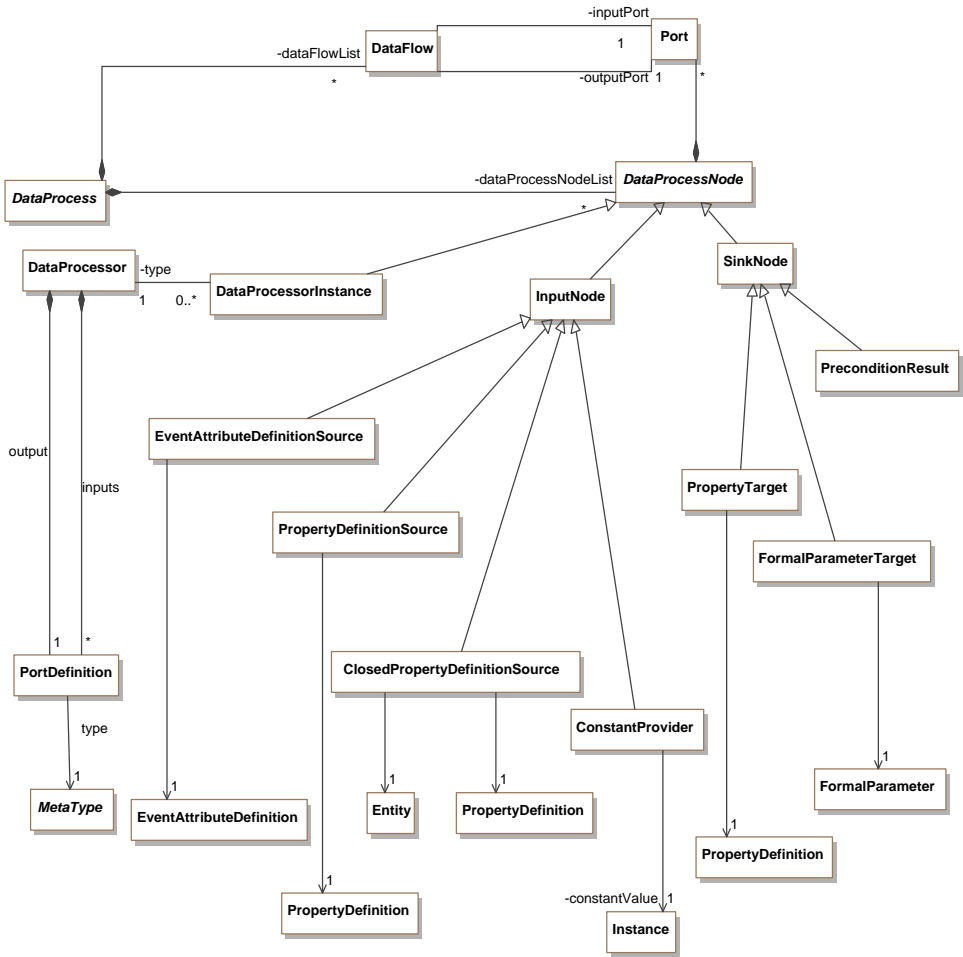 -inputPort
DataFlow
Port
1
-dataFlowList
*
-outputPort
1
*
DataProcess
-dataProcessNodeList
*
DataProcessNode
DataProcessor
-type
1
0..*
DataProcessorInstance
InputNode
SinkNode
PreconditionResult
EventAttributeDefinitionSource
output
inputs
PropertyTarget
PropertyDefinitionSource
FormalParameterTarget
1
*
PortDefinition
ClosedPropertyDefinitionSource
ConstantProvider
type
1
MetaType
1
EventAttributeDefinition
1
Entity
1
PropertyDefinition
1
FormalParameter
1
PropertyDefinition
1
PropertyDefinition
-constantValue
1
Instance